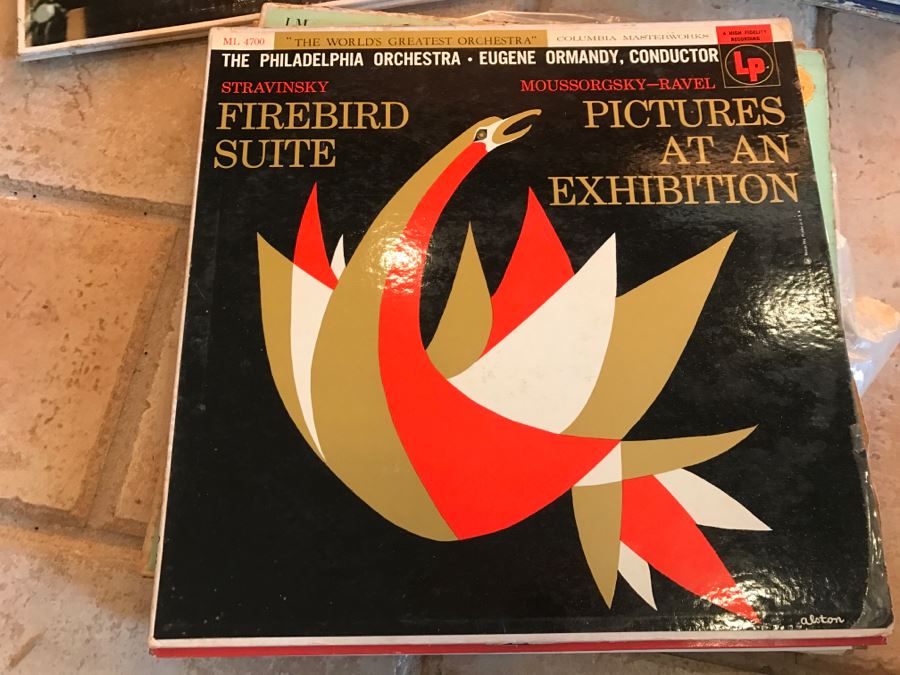 LM
ML 4700
"THE WORLD'S GREATEST ORCHESTRA"
COLUMBIA MASTERWORKS
A HIGH FIDELITY
RECORDING
THE PHILADELPHIA ORCHESTRA • EUGENE ORMANDY, CONDUCTOR
Lp
STRAVINSKY
FIREBIRD
SUITE
MOUSSORGSKY—RAVEL
PICTURES
AT AN
EXHIBITION
alston